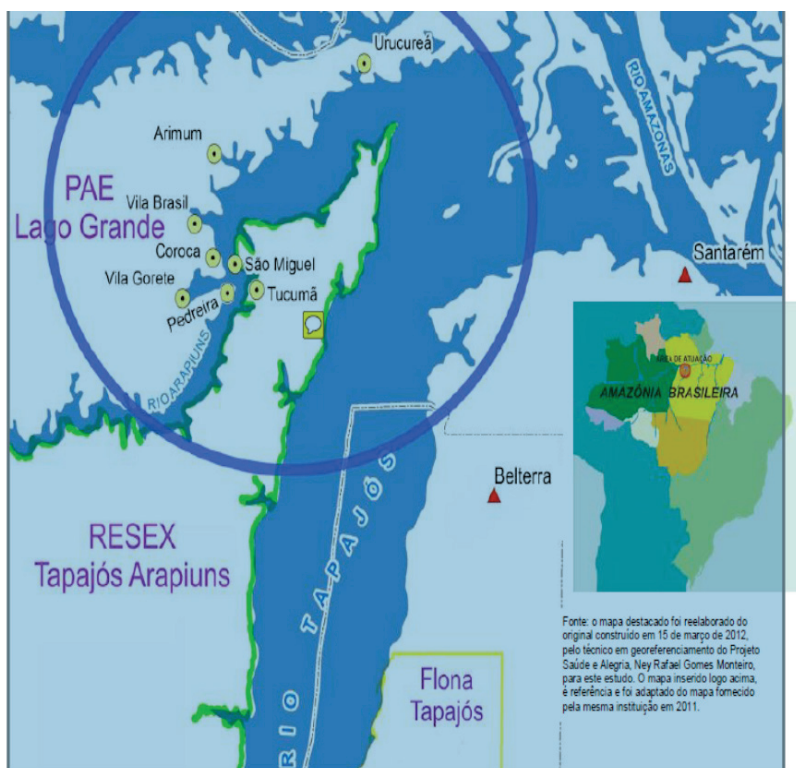 Urucureá
RIO AMAZONAS
Arimum
PAE
Lago Grande
Vila Brasil
Coroca
São Miguel
Vila Gorete
Pedreira
Tucumã
RIO ARAPIUNS
Santarém
ÁREA DE ATUAÇÃO
AMAZÔNIA BRASILEIRA
RIO TAPAJÓS
Belterra
RESEX
Tapajós Arapiuns
Flona
Tapajós
Fonte: o mapa destacado foi reelaborado do
original construído em 15 de março de 2012,
pelo técnico em georeferenciamento do Projeto
Saúde e Alegria, Ney Rafael Gomes Monteiro,
para este estudo. O mapa inserido logo acima,
é referência e foi adaptado do mapa fornecido
pela mesma instituição em 2011.